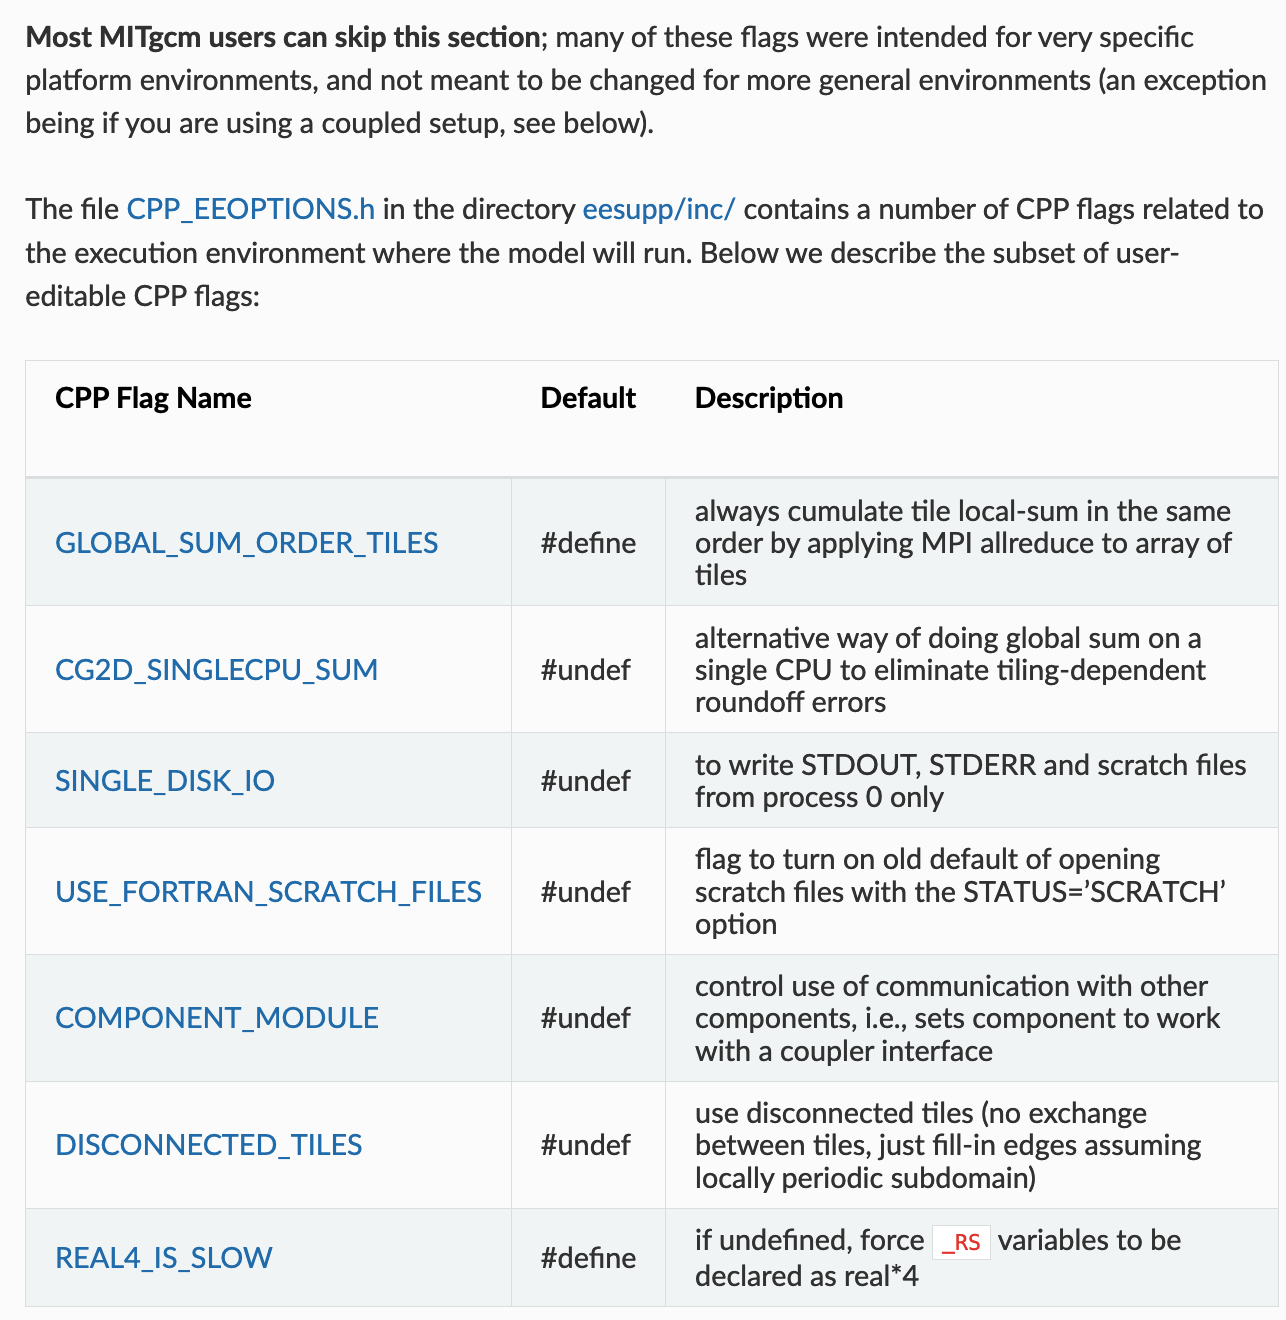 Most MITgcm users can skip this section; many of these flags were intended for very specific
platform environments, and not meant to be changed for more general environments (an exception
being if you are using a coupled setup, see below).
The file CPP_EEOPTIONS.h in the directory eesupp/inc/ contains a number of CPP flags related to
the execution environment where the model will run. Below we describe the subset of user-
editable CPP flags:
CPP Flag Name Default Description
GLOBAL_SUM_ORDER_TILES #define always cumulate tile local-sum in the same
order by applying MPI allreduce to array of
tiles
CG2D_SINGLECPU_SUM #undef alternative way of doing global sum on a
single CPU to eliminate tiling-dependent
roundoff errors
SINGLE_DISK_IO #undef to write STDOUT, STDERR and scratch files
from process 0 only
USE_FORTRAN_SCRATCH_FILES #undef flag to turn on old default of opening
scratch files with the STATUS=’SCRATCH’
option
COMPONENT_MODULE #undef control use of communication with other
components, i.e., sets component to work
with a coupler interface
DISCONNECTED_TILES #undef use disconnected tiles (no exchange
between tiles, just fill-in edges assuming
locally periodic subdomain)
REAL4_IS_SLOW #define if undefined, force _RS variables to be
declared as real*4